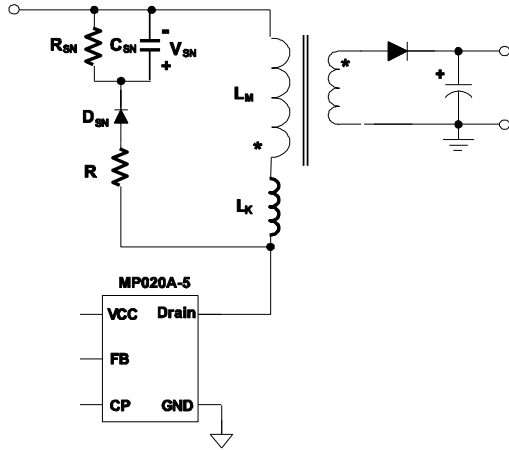 RSN
CSN
-
VSN
+
DSN
R
LM
*
LK
*
+
MP020A-5
VCC
Drain
FB
CP
GND